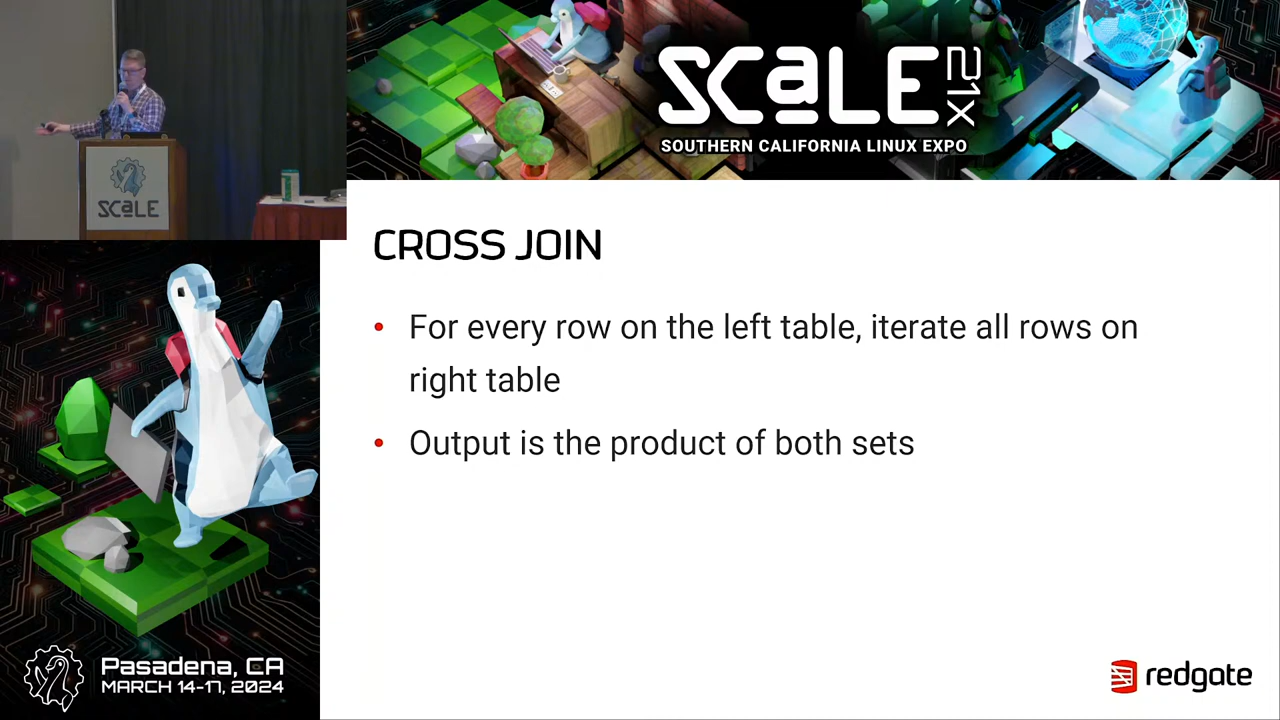 SCALE
21X
SOUTHERN CALIFORNIA LINUX EXPO
SCALE
CROSS JOIN
• For every row on the left table, iterate all rows on
right table
• Output is the product of both sets
Pasadena, CA
MARCH 14-17, 2024
redgate